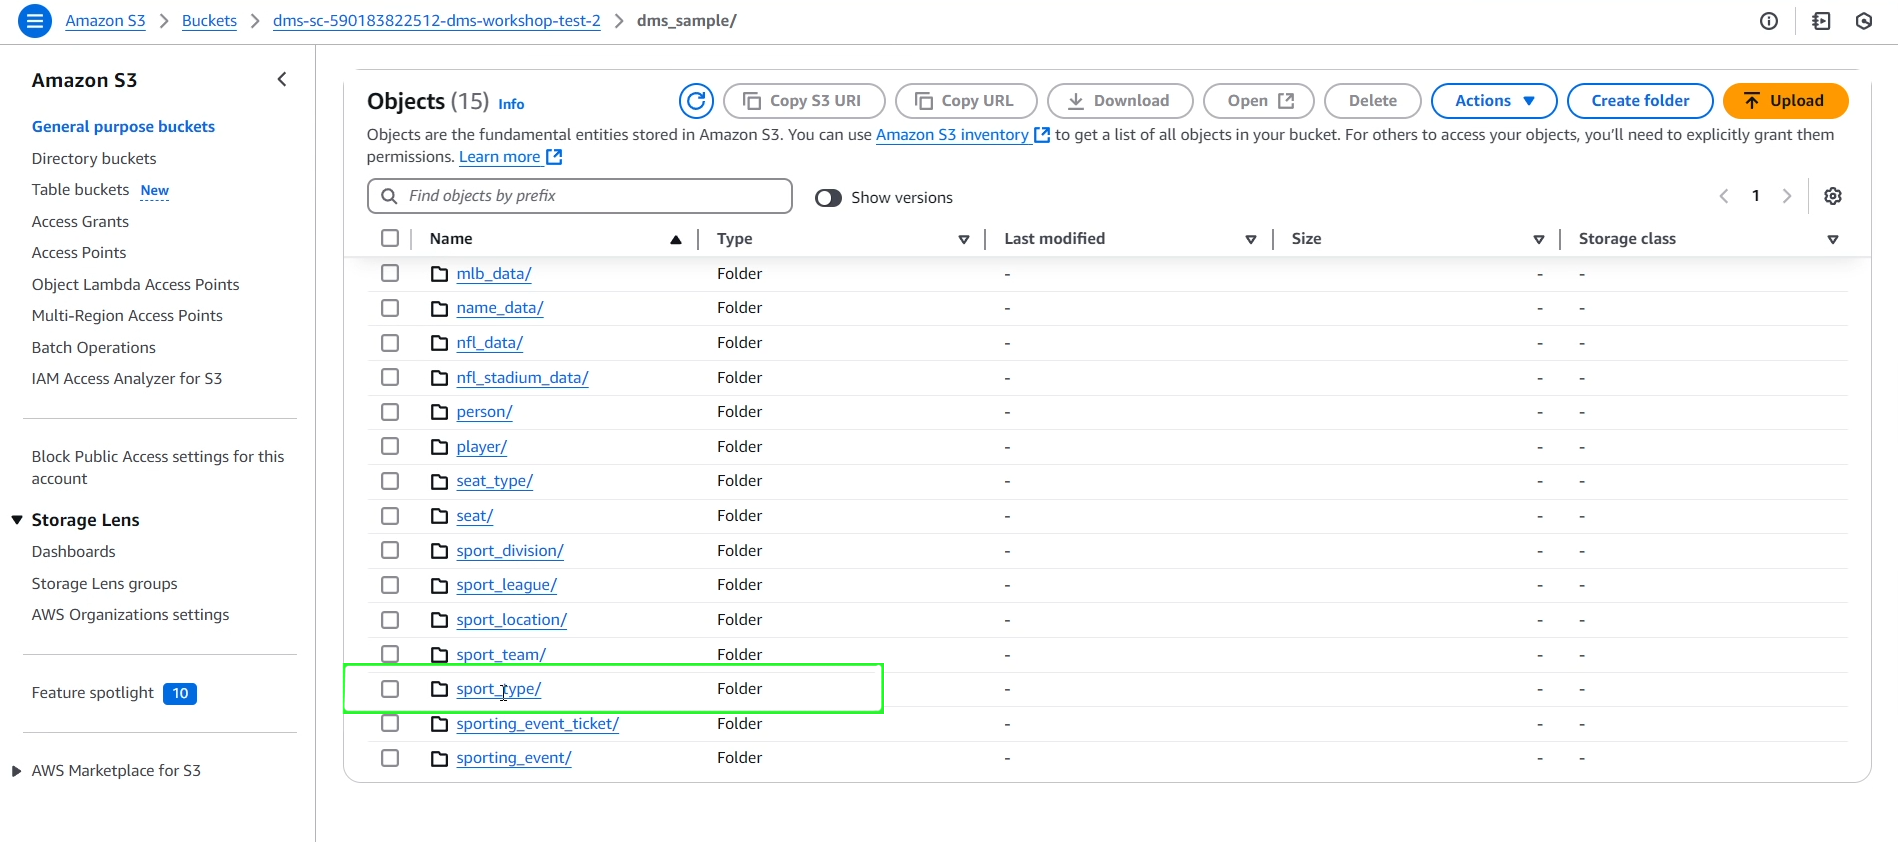 Amazon S3 > Buckets > dms-sc-590183822512-dms-workshop-test-2 > dms_sample/
Amazon S3
General purpose buckets
Directory buckets
Table buckets New
Access Grants
Access Points
Object Lambda Access Points
Multi-Region Access Points
Batch Operations
IAM Access Analyzer for S3
Block Public Access settings for this
account
Storage Lens
Dashboards
Storage Lens groups
AWS Organizations settings
Feature spotlight 10
AWS Marketplace for S3
Objects (15) Info
Copy S3 URI Copy URL Download Open Delete Actions Create folder Upload
Objects are the fundamental entities stored in Amazon S3. You can use Amazon S3 inventory to get a list of all objects in your bucket. For others to access your objects, you'll need to explicitly grant them
permissions. Learn more
Find objects by prefix Show versions 1
Name Type Last modified Size Storage class
mlb_data/ Folder - - -
name_data/ Folder - - -
nfl_data/ Folder - - -
nfl_stadium_data/ Folder - - -
person/ Folder - - -
player/ Folder - - -
seat_type/ Folder - - -
seat/ Folder - - -
sport_division/ Folder - - -
sport_league/ Folder - - -
sport_location/ Folder - - -
sport_team/ Folder - - -
sport_type/ Folder - - -
sporting_event_ticket/ Folder - - -
sporting_event/ Folder - - -